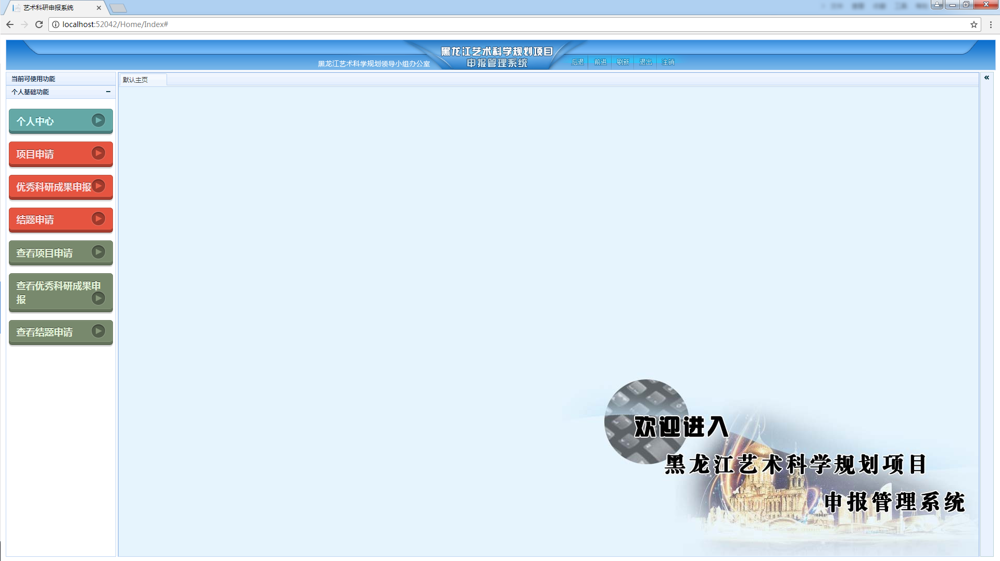 艺术科研申报系统
localhost:52042/Home/Index#
黑龙江艺术科学规划领导小组办公室
黑龙江艺术科学规划项目
申报管理系统
后退 前进 刷新 退出 注销
当前可使用功能
默认主页
个人基础功能
个人中心
项目申请
优秀科研成果申报
结题申请
查看项目申请
查看优秀科研成果申
报
查看结题申请
欢迎进入
黑龙江艺术科学规划项目
申报管理系统